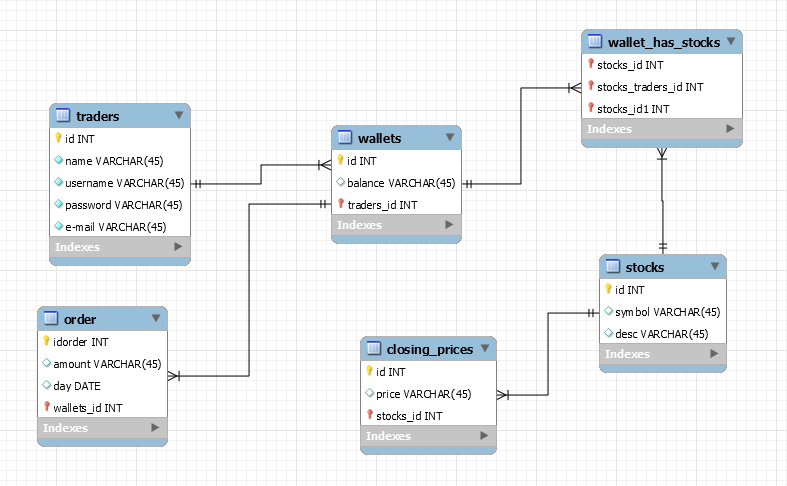 wallet_has_stocks
stocks_id INT
stocks_traders_id INT
stocks_id1 INT
Indexes
traders
id INT
name VARCHAR(45)
username VARCHAR(45)
password VARCHAR(45)
e-mail VARCHAR(45)
Indexes
wallets
id INT
balance VARCHAR(45)
traders_id INT
Indexes
stocks
id INT
symbol VARCHAR(45)
desc VARCHAR(45)
Indexes
order
idorder INT
amount VARCHAR(45)
day DATE
wallets_id INT
Indexes
closing_prices
id INT
price VARCHAR(45)
stocks_id INT
Indexes